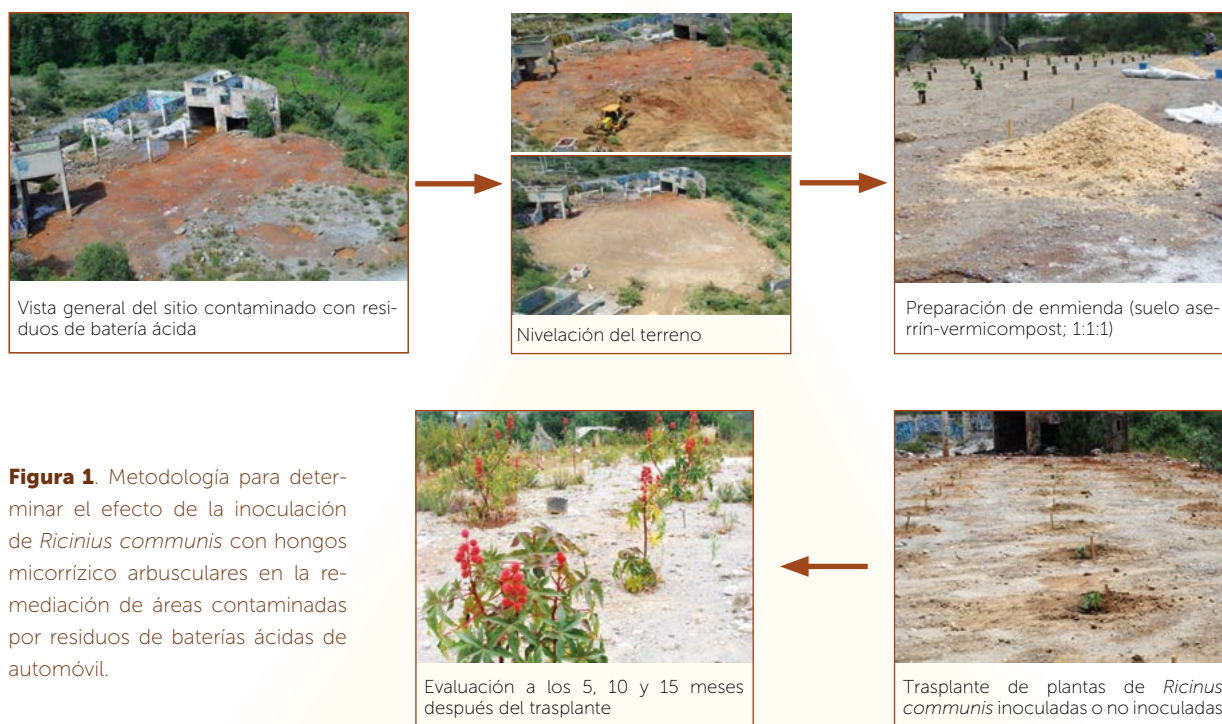 Vista general del sitio contaminado con resi-
duos de batería ácida
Nivelación del terreno
Preparación de enmienda (suelo ase-
rrín-vermicompost; 1:1:1)
Figura 1. Metodología para deter-
minar el efecto de la inoculación
de Ricinius communis con hongos
micorrízico arbusculares en la re-
mediación de áreas contaminadas
por residuos de baterías ácidas de
automóvil.
Evaluación a los 5, 10 y 15 meses
después del trasplante
Trasplante de plantas de Ricinus
communis inoculadas o no inoculadas